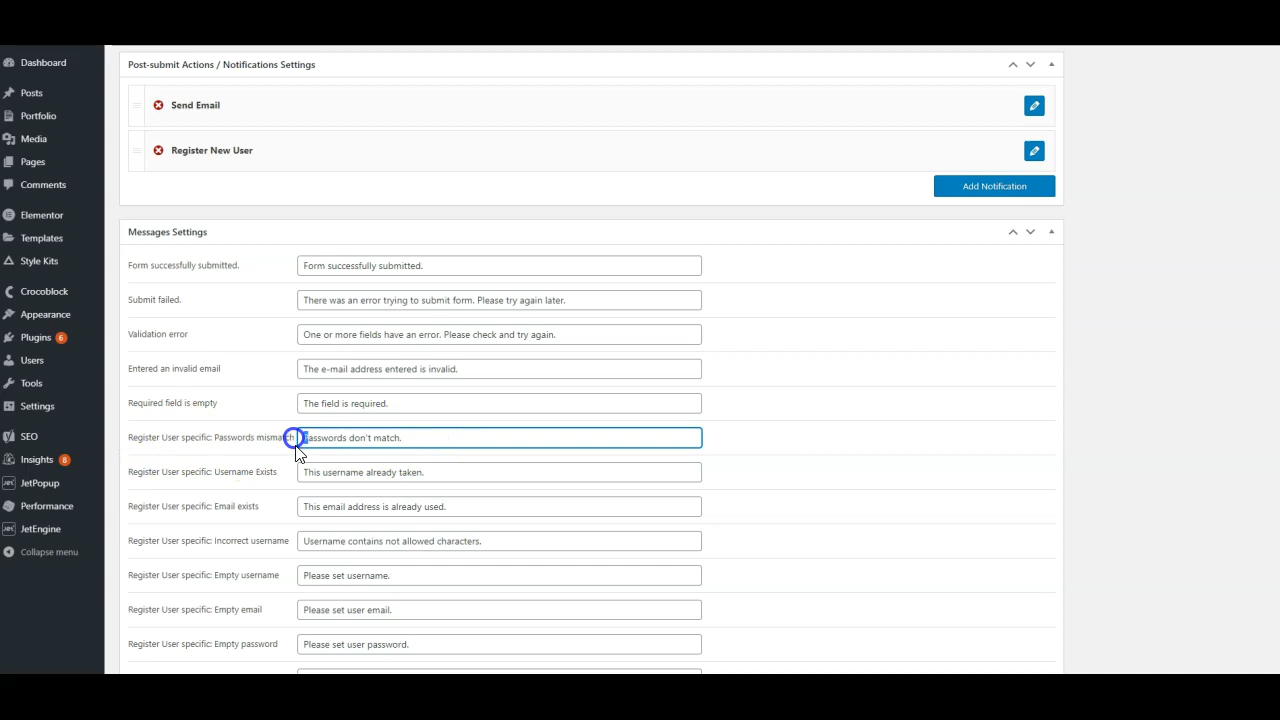 Dashboard
Posts
Portfolio
Media
Pages
Comments
Elementor
Templates
Style Kits
Crocoblock
Appearance
Plugins 6
Users
Tools
Settings
SEO
Insights 8
JetPopup
Performance
JetEngine
Collapse menu
Post-submit Actions / Notifications Settings
Send Email
Register New User
Add Notification
Messages Settings
Form successfully submitted. Form successfully submitted.
Submit failed. There was an error trying to submit form. Please try again later.
Validation error One or more fields have an error. Please check and try again.
Entered an invalid email The e-mail address entered is invalid.
Required field is empty The field is required.
Register User specific: Passwords mismatch Passwords don't match.
Register User specific: Username Exists This username already taken.
Register User specific: Email exists This email address is already used.
Register User specific: Incorrect username Username contains not allowed characters.
Register User specific: Empty username Please set username.
Register User specific: Empty email Please set user email.
Register User specific: Empty password Please set user password.